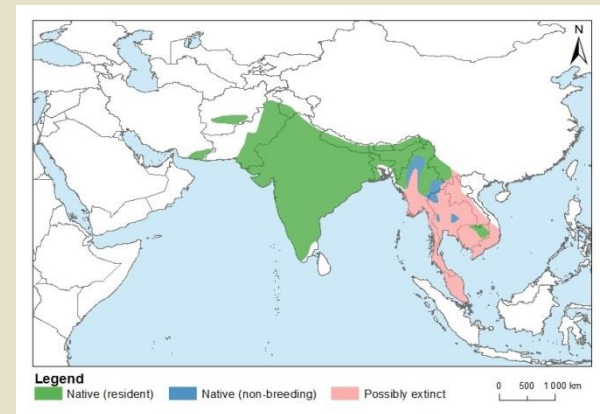 N
Legend
Native (resident) Native (non-breeding) Possibly extinct
0 500 1 000 km